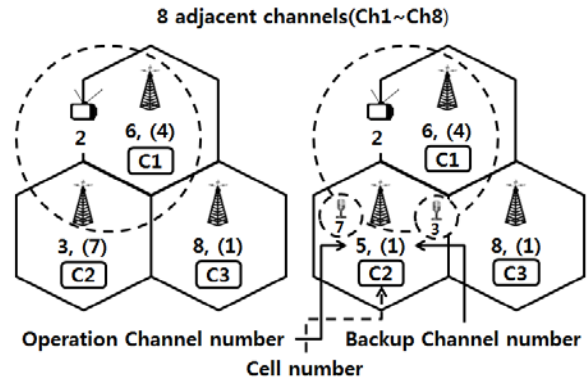 8 adjacent channels(Ch1~Ch8)
2
6, (4)
C1
3, (7)
C2
8, (1)
C3
2
6, (4)
C1
7
3
5, (1)
C2
8, (1)
C3
Operation Channel number
Backup Channel number
Cell number